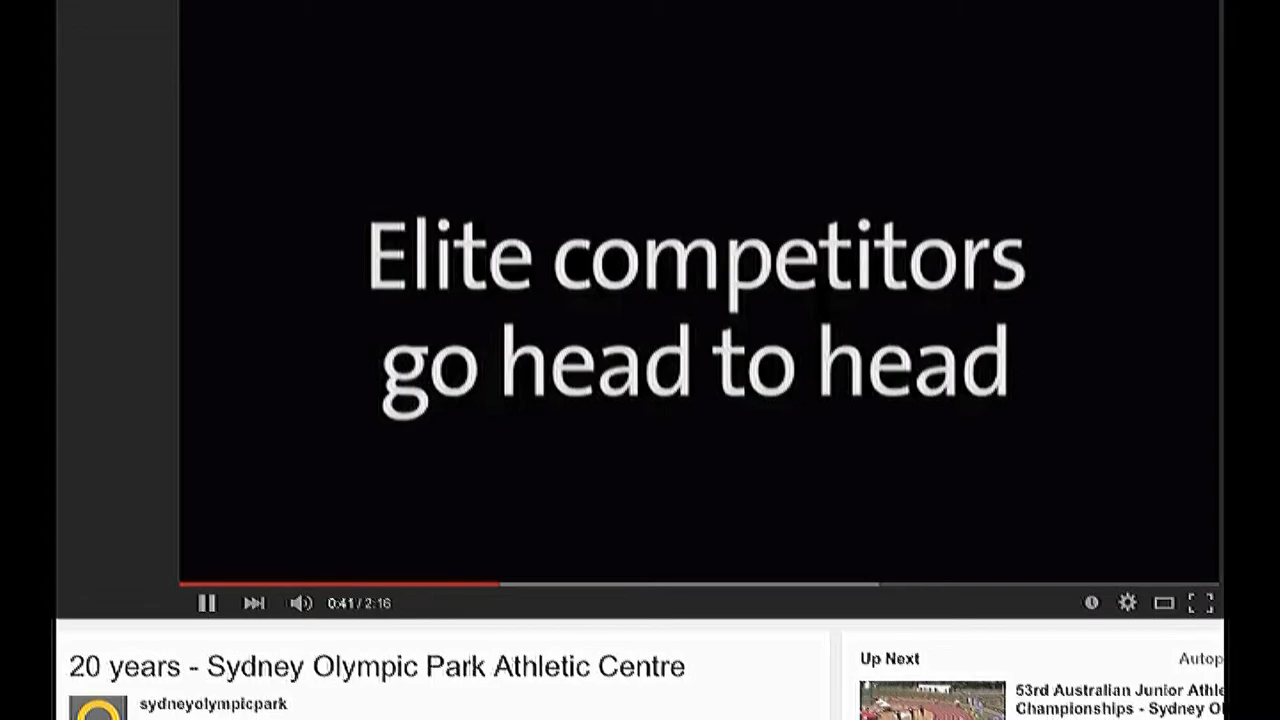 Elite competitors
go head to head
0:41 / 2:16
20 years - Sydney Olympic Park Athletic Centre
sydneyolympicpark
Up Next
Autop
53rd Australian Junior Athle
Championships - Sydney Ol